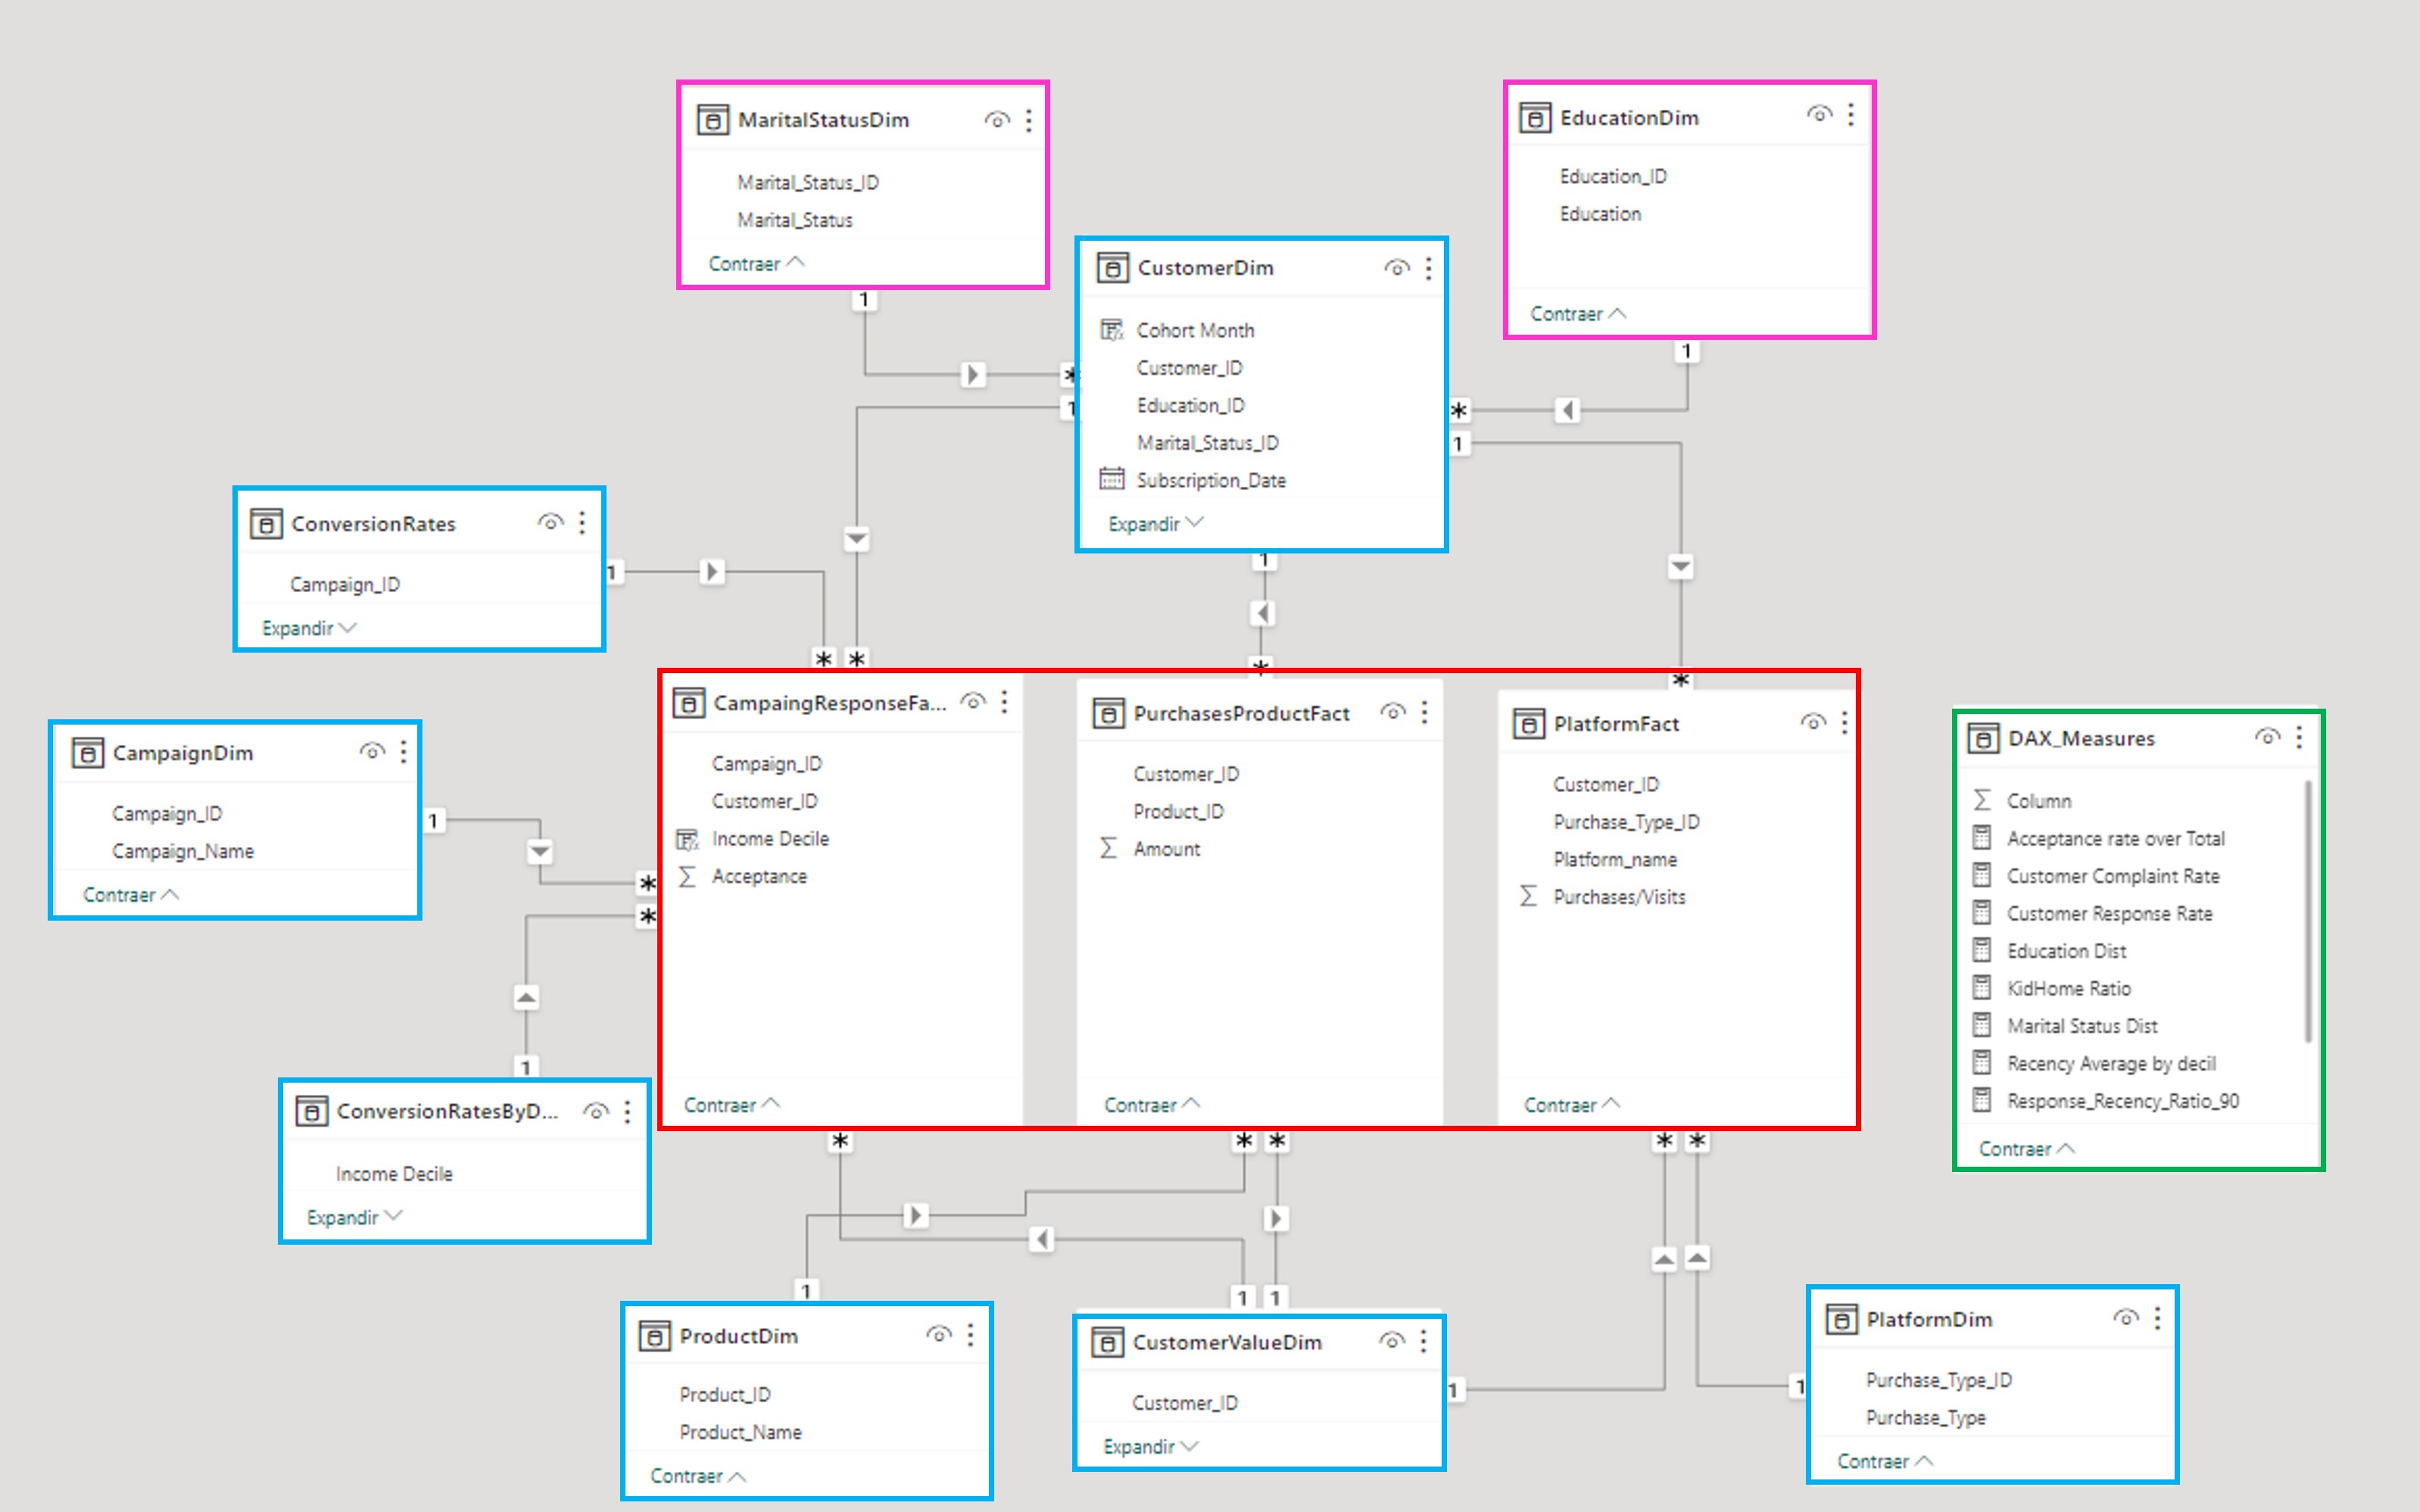 MaritalStatusDim
Marital_Status_ID
Marital_Status
Contraer
EducationDim
Education_ID
Education
Contraer
1
1
CustomerDim
Cohort Month
Customer_ID
Education_ID
Marital_Status_ID
Subscription_Date
Expandir
*
1
*
1
1
*
*
ConversionRates
Campaign_ID
Expandir
1
*
*
CampaingResponseFa...
Campaign_ID
Customer_ID
Income Decile
Acceptance
Contraer
PurchasesProductFact
Customer_ID
Product_ID
Amount
Contraer
PlatformFact
Customer_ID
Purchase_Type_ID
Platform_name
Purchases/Visits
Contraer
DAX_Measures
Column
Acceptance rate over Total
Customer Complaint Rate
Customer Response Rate
Education Dist
KidHome Ratio
Marital Status Dist
Recency Average by decil
Response_Recency_Ratio_90
Contraer
CampaignDim
Campaign_ID
Campaign_Name
Contraer
1
*
*
1
ConversionRatesByD...
Income Decile
Expandir
*
* *
* *
1
1 1
ProductDim
Product_ID
Product_Name
Contraer
CustomerValueDim
Customer_ID
Expandir
1
1
PlatformDim
Purchase_Type_ID
Purchase_Type
Contraer